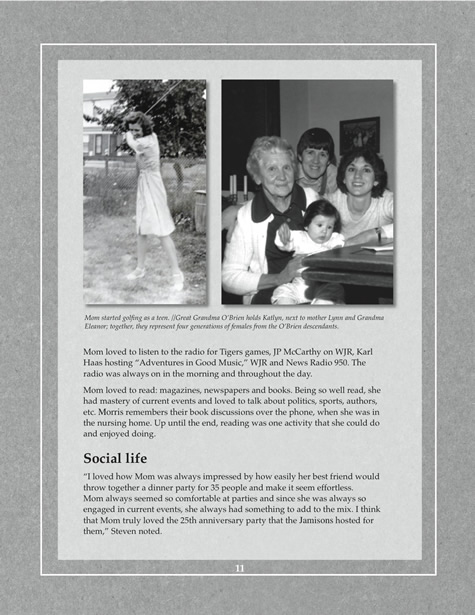 Mom started golfing as a teen. //Great Grandma O'Brien holds Katlyn, next to mother Lynn and Grandma
Eleanor; together, they represent four generations of females from the O'Brien descendants.
Mom loved to listen to the radio for Tigers games, JP McCarthy on WJR, Karl
Haas hosting “Adventures in Good Music,” WJR and News Radio 950. The
radio was always on in the morning and throughout the day.
Mom loved to read: magazines, newspapers and books. Being so well read, she
had mastery of current events and loved to talk about politics, sports, authors,
etc. Morris remembers their book discussions over the phone, when she was in
the nursing home. Up until the end, reading was one activity that she could do
and enjoyed doing.
Social life
“I loved how Mom was always impressed by how easily her best friend would
throw together a dinner party for 35 people and make it seem effortless.
Mom always seemed so comfortable at parties and since she was always so
engaged in current events, she always had something to add to the mix. I think
that Mom truly loved the 25th anniversary party that the Jamisons hosted for
them,” Steven noted.
11